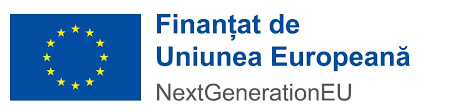 Finanțat de
Uniunea Europeană
NextGenerationEU